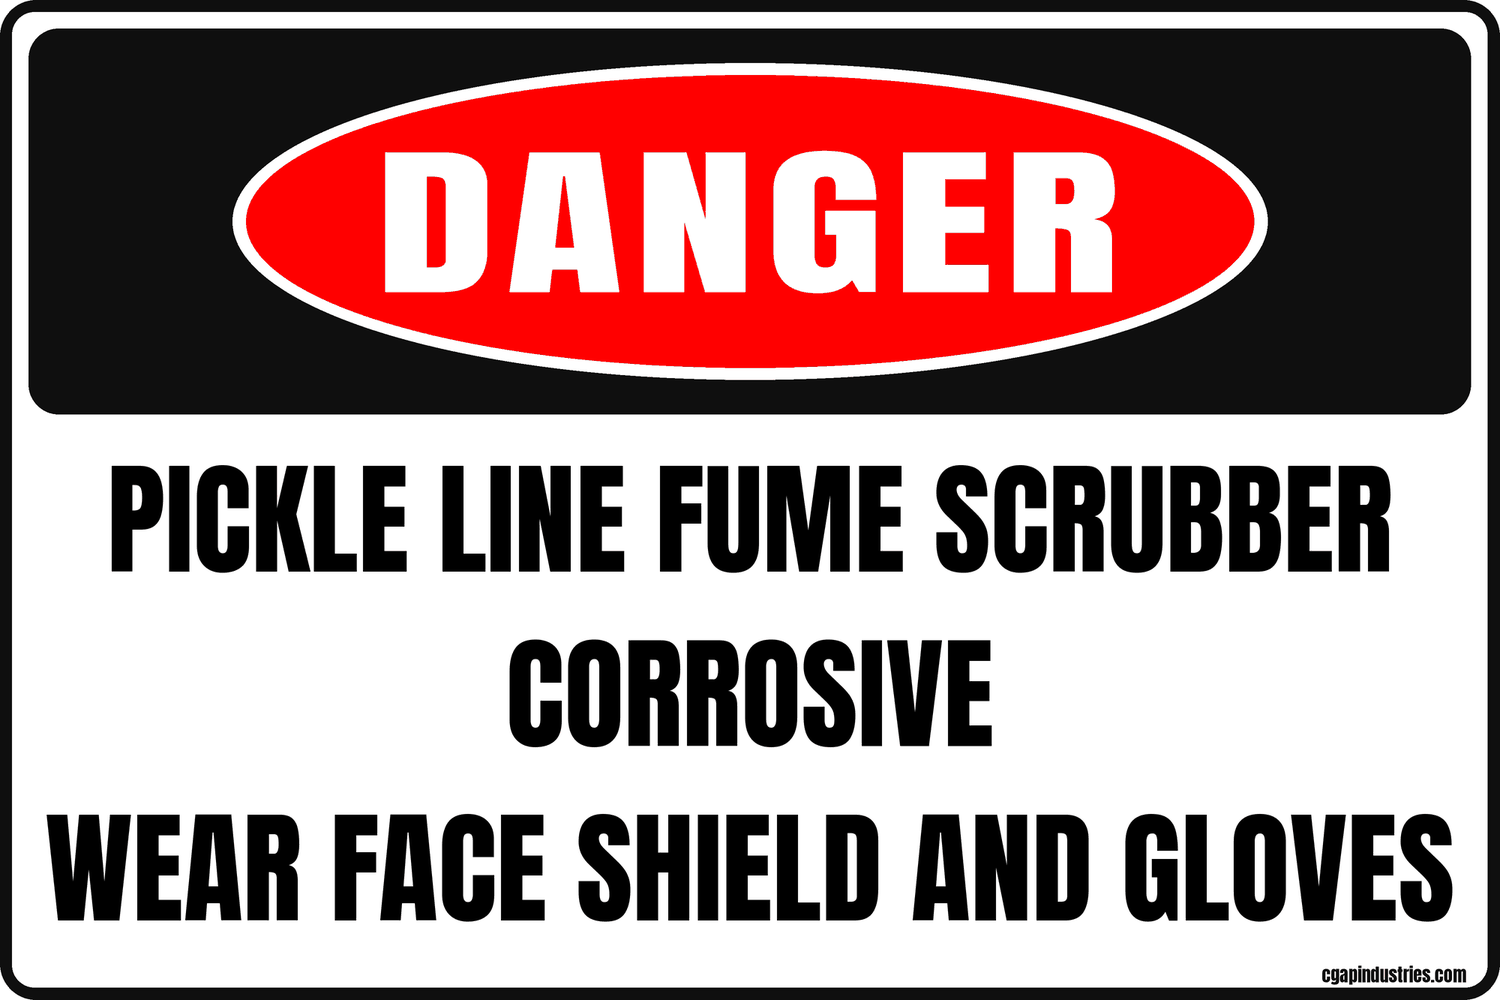 DANGER
PICKLE LINE FUME SCRUBBER
CORROSIVE
WEAR FACE SHIELD AND GLOVES
cgapindustries.com